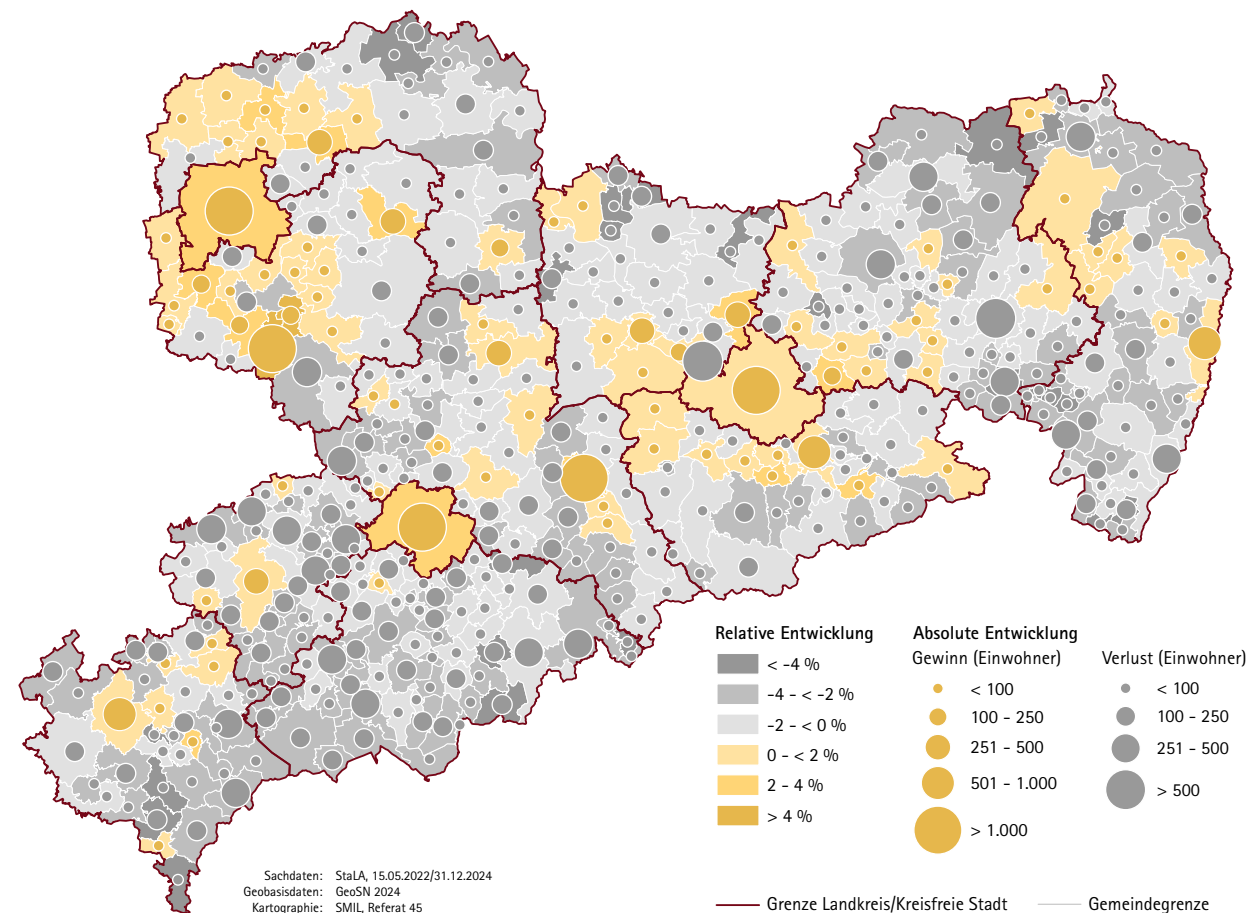 Relative Entwicklung
< -4 %
-4 - < -2 %
-2 - <0 %
0 - < 2 %
2 - 4 %
> 4 %
Absolute Entwicklung
Gewinn (Einwohner)
< 100
100 - 250
251 - 500
501 - 1.000
> 1.000
Verlust (Einwohner)
< 100
100 - 250
251 - 500
> 500
Sachdaten: StaLA, 15.05.2022/31.12.2024
Geobasisdaten: GeoSN 2024
Kartographie: SMIL, Referat 45
Grenze Landkreis/Kreisfreie Stadt
Gemeindegrenze